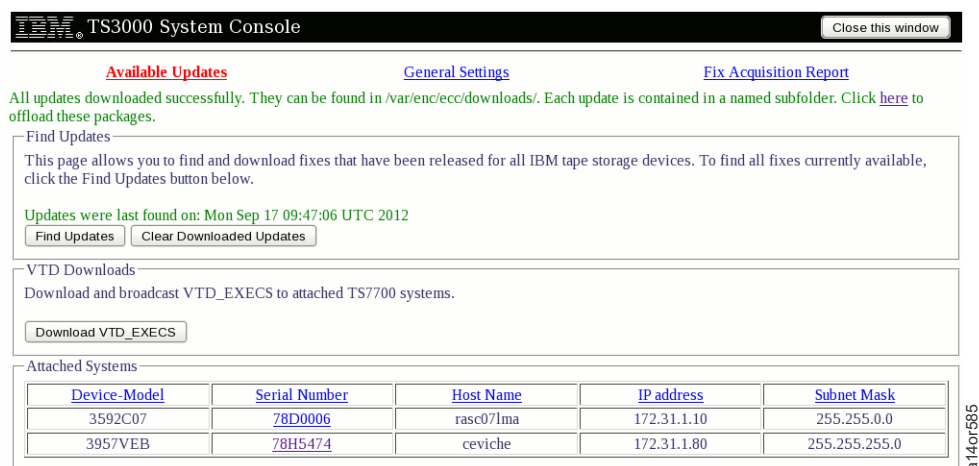 IBM® TS3000 System Console
Close this window
Available Updates
General Settings
Fix Acquisition Report
All updates downloaded successfully. They can be found in /var/enc/ecc/downloads/. Each update is contained in a named subfolder. Click here to
offload these packages.
Find Updates
This page allows you to find and download fixes that have been released for all IBM tape storage devices. To find all fixes currently available,
click the Find Updates button below.
Updates were last found on: Mon Sep 17 09:47:06 UTC 2012
Find Updates
Clear Downloaded Updates
VTD Downloads
Download and broadcast VTD_EXECS to attached TS7700 systems.
Download VTD_EXECS
Attached Systems
Device-Model Serial Number Host Name IP address Subnet Mask
3592C07 78D0006 rasc07lma 172.31.1.10 255.255.0.0
3957VEB 78H5474 ceviche 172.31.1.80 255.255.255.0
a14or585